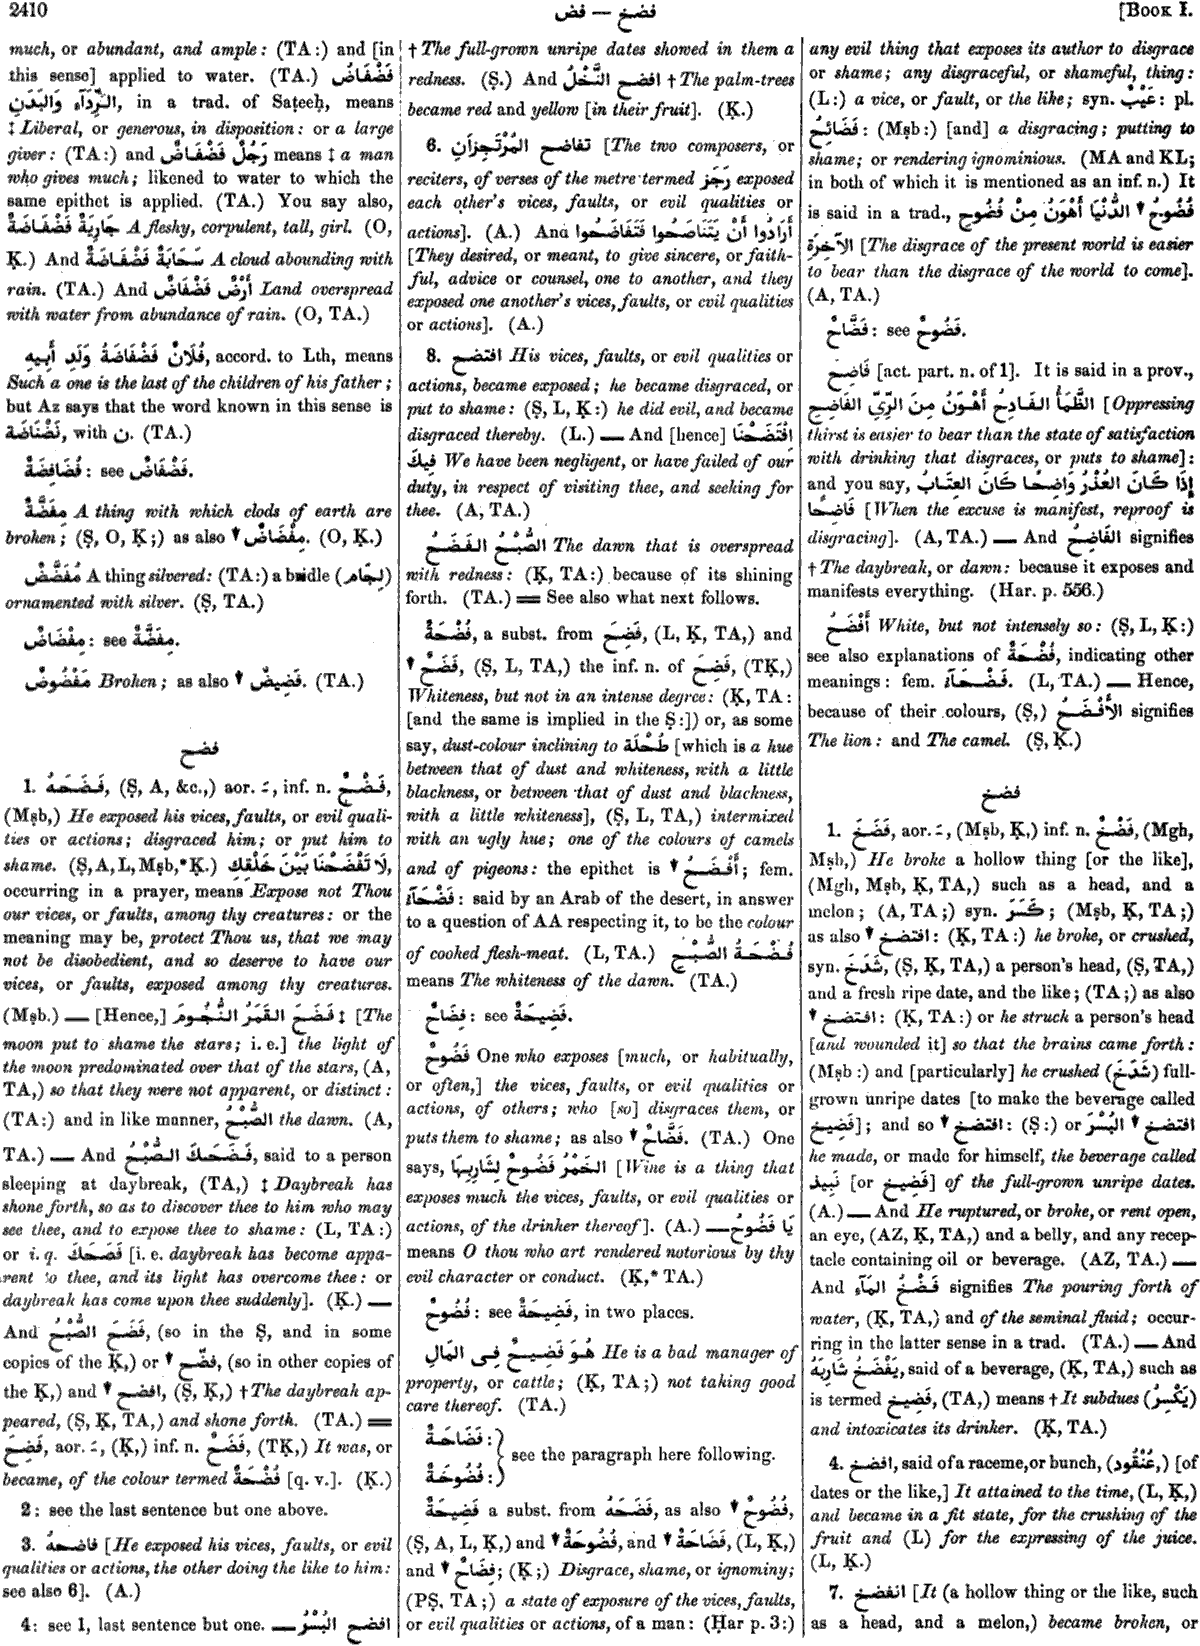 2410
فضخ — فض
[Book I.
much, or abundant, and ample: (TA:) and [in
this sense] applied to water. (TA.) فَضْفَاضُ
الرِّدَآءِ وَالبَدَنِ, in a trad. of Saṭeeḥ, means
‡ Liberal, or generous, in disposition: or a large
giver: (TA:) and رَجُلٌ فَضْفَاضٌ means ‡ a man
who gives much; likened to water to which the
same epithet is applied. (TA.) You say also,
جَارِيَةٌ فَضْفَاضَةٌ A fleshy, corpulent, tall, girl. (O,
Ḳ.) And سَحَابَةٌ فَضْفَاضَةٌ A cloud abounding with
rain. (TA.) And أَرْضٌ فَضْفَاضٌ Land overspread
with water from abundance of rain. (O, TA.)
فُلَانٌ فَضْفَاضَةُ وَلَدِ أَبِيهِ, accord. to Lth, means
Such a one is the last of the children of his father;
but Az says that the word known in this sense is
نَضْنَاضَة, with ن. (TA.)
فُضَافِضَةٌ: see فَضْفَاضٌ.
مِفَضَّةٌ A thing with which clods of earth are
broken; (Ṣ, O, Ḳ;) as also ▾ مِفْضَاضٌ. (O, Ḳ.)
مُفَضَّضٌ A thing silvered: (TA:) a bridle (لِجَام)
ornamented with silver. (Ṣ, TA.)
مِفْضَاضٌ: see مِفَضَّةٌ.
مَفْضُوضٌ Broken; as also ▾ فَضِيضٌ. (TA.)
فضح
1. فَضَحَهُ, (Ṣ, A, &c.,) aor. ـَ, inf. n. فَضْحٌ,
(Mṣb,) He exposed his vices, faults, or evil quali-
ties or actions; disgraced him; or put him to
shame. (Ṣ, A, L, Mṣb,* Ḳ.) لَا تَفْضَحْنَا بَيْنَ خَلْقِكَ,
occurring in a prayer, means Expose not Thou
our vices, or faults, among thy creatures: or the
meaning may be, protect Thou us, that we may
not be disobedient, and so deserve to have our
vices, or faults, exposed among thy creatures.
(Mṣb.) — [Hence,] فَضَحَ القَمَرُ النُّجُومَ ‡ [The
moon put to shame the stars; i. e.] the light of
the moon predominated over that of the stars, (A,
TA,) so that they were not apparent, or distinct:
(TA:) and in like manner, الصُّبْحُ the dawn. (A,
TA.) — And فَضَحَكَ الصُّبْحُ, said to a person
sleeping at daybreak, (TA,) ‡ Daybreak has
shone forth, so as to discover thee to him who may
see thee, and to expose thee to shame: (L, TA:)
or i. q. فَصَحَكَ [i. e. daybreak has become appa-
rent to thee, and its light has overcome thee: or
daybreak has come upon thee suddenly]. (Ḳ.) —
And فَضَحَ الصُّبْحُ, (so in the Ṣ, and in some
copies of the Ḳ,) or ▾ فضّح, (so in other copies of
the Ḳ,) and ▾ افضح, (Ṣ, Ḳ,) † The daybreak ap-
peared, (Ṣ, Ḳ, TA,) and shone forth. (TA.) =
فَضِحَ, aor. ـَ, (Ḳ,) inf. n. فَضَحٌ, (TḲ,) It was, or
became, of the colour termed فُضْحَةٌ [q. v.]. (Ḳ.)
2: see the last sentence but one above.
3. فاضحهُ [He exposed his vices, faults, or evil
qualities or actions, the other doing the like to him:
see also 6]. (A.)
4: see 1, last sentence but one. — افضح البُسْرُ
† The full-grown unripe dates showed in them a
redness. (Ṣ.) And افضح النَّخْلُ † The palm-trees
became red and yellow [in their fruit]. (Ḳ.)
6. تفاضح المُرْتَجِزَانِ [The two composers, or
reciters, of verses of the metre termed رَجَز exposed
each other's vices, faults, or evil qualities or
actions]. (A.) And أَرَادُوا أَنْ يَتَنَاصَحُوا فَتَفَاضَحُوا
[They desired, or meant, to give sincere, or faith-
ful, advice or counsel, one to another, and they
exposed one another's vices, faults, or evil qualities
or actions]. (A.)
8. افتضح His vices, faults, or evil qualities or
actions, became exposed; he became disgraced, or
put to shame: (Ṣ, L, Ḳ:) he did evil, and became
disgraced thereby. (L.) — And [hence] افْتَضَحْنَا
فِيكَ We have been negligent, or have failed of our
duty, in respect of visiting thee, and seeking for
thee. (A, TA.)
الصُّبْحُ الفَضَحُ The dawn that is overspread
with redness: (Ḳ, TA:) because of its shining
forth. (TA.) = See also what next follows.
فُضْحَةٌ, a subst. from فَضِحَ, (L, Ḳ, TA,) and
▾ فَضَحٌ, (Ṣ, L, TA,) the inf. n. of فَضِحَ, (TḲ,)
Whiteness, but not in an intense degree: (Ḳ, TA:
[and the same is implied in the Ṣ:]) or, as some
say, dust-colour inclining to طُحْلَة [which is a hue
between that of dust and whiteness, with a little
blackness, or between that of dust and blackness,
with a little whiteness], (Ṣ, L, TA,) intermixed
with an ugly hue; one of the colours of camels
and of pigeons: the epithet is ▾ أَفْضَحُ; fem.
فَضْحَآءُ: said by an Arab of the desert, in answer
to a question of AA respecting it, to be the colour
of cooked flesh-meat. (L, TA.) فُضْحَةُ الصُّبْحِ
means The whiteness of the dawn. (TA.)
فِضَاحٌ: see فَضِيحَةٌ.
فَضُوحٌ One who exposes [much, or habitually,
or often,] the vices, faults, or evil qualities or
actions, of others; who [so] disgraces them, or
puts them to shame; as also ▾ فَضَّاحٌ. (TA.) One
says, الخَمْرُ فَضُوحٌ لِشَارِبِهَا [Wine is a thing that
exposes much the vices, faults, or evil qualities or
actions, of the drinker thereof]. (A.) — يَا فَضُوحُ
means O thou who art rendered notorious by thy
evil character or conduct. (Ḳ,* TA.)
فُضُوحٌ: see فَضِيحَةٌ, in two places.
هُوَ فَضِيحٌ فِى المَالِ He is a bad manager of
property, or cattle; (Ḳ, TA;) not taking good
care thereof. (TA.)
فَضَاحَةٌ:
فُضُوحَةٌ:
} see the paragraph here following.
فَضِيحَةٌ a subst. from فَضَحَهُ, as also ▾ فُضُوحٌ,
(Ṣ, A, L, Ḳ,) and ▾ فُضُوحَةٌ, and ▾ فَضَاحَةٌ, (L, Ḳ,)
and ▾ فِضَاحٌ; (Ḳ;) Disgrace, shame, or ignominy;
(PṢ, TA;) a state of exposure of the vices, faults,
or evil qualities or actions, of a man: (Ḥar p. 3:)
any evil thing that exposes its author to disgrace
or shame; any disgraceful, or shameful, thing:
(L:) a vice, or fault, or the like; syn. عَيْبٌ: pl.
فَضَائِحُ: (Mṣb:) [and] a disgracing; putting to
shame; or rendering ignominious. (MA and KL;
in both of which it is mentioned as an inf. n.) It
is said in a trad., فُضُوحُ ▾ الدُّنْيَا أَهْوَنُ مِنْ فُضُوحِ
الآخِرَةِ [The disgrace of the present world is easier
to bear than the disgrace of the world to come].
(A, TA.)
فَضَّاحٌ: see فَضُوحٌ.
فَاضِحٌ [act. part. n. of 1]. It is said in a prov.,
الظَّمَأُ الفَادِحُ أَهْوَنُ مِنَ الرِّىِّ الفَاضِحِ [Oppressing
thirst is easier to bear than the state of satisfaction
with drinking that disgraces, or puts to shame]:
and you say, إِذَا كَانَ العُذْرُ وَاضِحًا كَانَ العِتَابُ
فَاضِحًا [When the excuse is manifest, reproof is
disgracing]. (A, TA.) — And الفَاضِحُ signifies
† The daybreak, or dawn: because it exposes and
manifests everything. (Har. p. 556.)
أَفْضَحُ White, but not intensely so: (Ṣ, L, Ḳ:)
see also explanations of فُضْحَةٌ, indicating other
meanings: fem. فَضْحَآءُ. (L, TA.) — Hence,
because of their colours, (Ṣ,) الأَفْضَحُ signifies
The lion: and The camel. (Ṣ, Ḳ.)
فضخ
1. فَضَخَ, aor. ـَ, (Mṣb, Ḳ,) inf. n. فَضْخٌ, (Mgh,
Mṣb,) He broke a hollow thing [or the like],
(Mgh, Mṣb, Ḳ, TA,) such as a head, and a
melon; (A, TA;) syn. كَسَرَ; (Mṣb, Ḳ, TA;)
as also ▾ افتضخ: (Ḳ, TA:) he broke, or crushed,
syn. شَدَخَ, (Ṣ, Ḳ, TA,) a person's head, (Ṣ, TA,)
and a fresh ripe date, and the like; (TA;) as also
▾ افتضخ: (Ḳ, TA:) or he struck a person's head
[and wounded it] so that the brains came forth:
(Mṣb:) and [particularly] he crushed (شَدَخَ) full-
grown unripe dates [to make the beverage called
فَضِيخ]; and so ▾ افتضخ: (Ṣ:) or البُسْرَ ▾ افتضخ
he made, or made for himself, the beverage called
نَبِيذ [or فَضِيخ] of the full-grown unripe dates.
(A.) — And He ruptured, or broke, or rent open,
an eye, (AZ, Ḳ, TA,) and a belly, and any recep-
tacle containing oil or beverage. (AZ, TA.) —
And فَضْخُ المَآءِ signifies The pouring forth of
water, (Ḳ, TA,) and of the seminal fluid; occur-
ring in the latter sense in a trad. (TA.) — And
يَفْضَخُ شَارِبَهُ, said of a beverage, (Ḳ, TA,) such as
is termed فَضِيخ, (TA,) means † It subdues (يَكْسِرُ)
and intoxicates its drinker. (Ḳ, TA.)
4. افضخ, said of a raceme, or bunch, (عُنْقُود,) [of
dates or the like,] It attained to the time, (L, Ḳ,)
and became in a fit state, for the crushing of the
fruit and (L) for the expressing of the juice.
(L, Ḳ.)
7. انفضخ [It (a hollow thing or the like, such
as a head, and a melon,) became broken, or